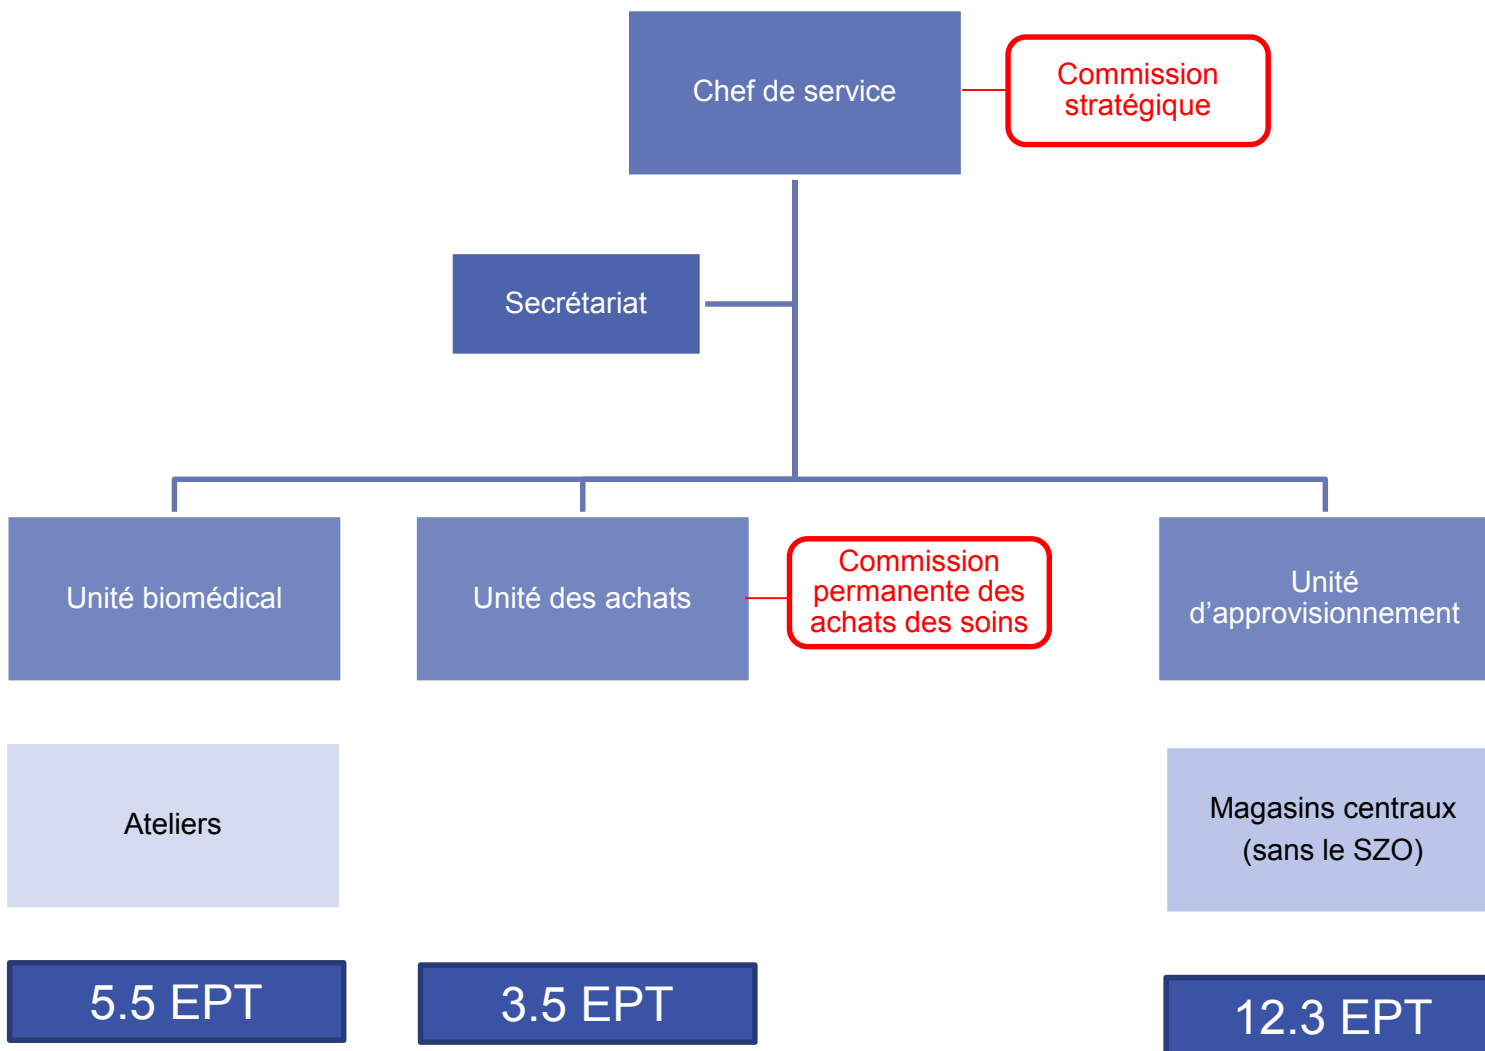 Chef de service
Commission
stratégique
Secrétariat
Unité biomédical
Unité des achats
Commission
permanente des
achats des soins
Unité
d’approvisionnement
Ateliers
Magasins centraux
(sans le SZO)
5.5 EPT
3.5 EPT
12.3 EPT